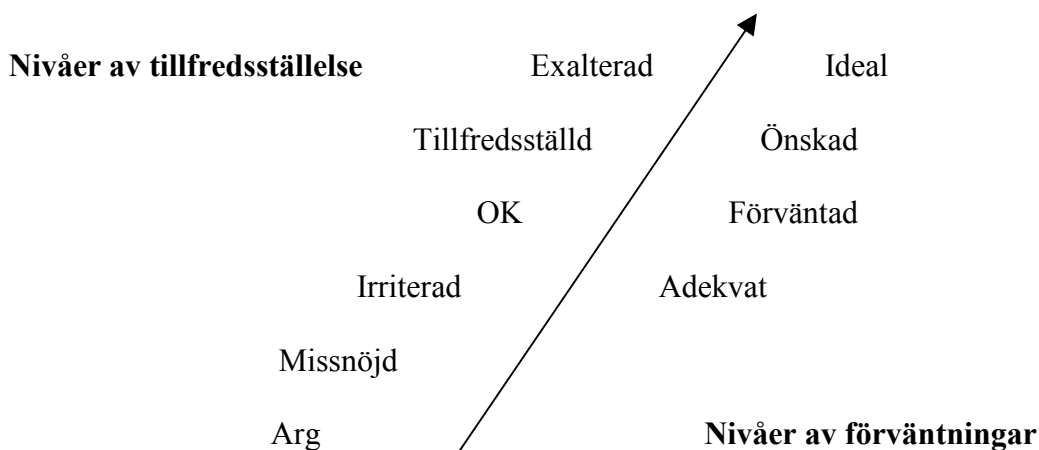 Nivåer av tillfredsställelse Exalterad Ideal
Tillfredsställd Önskad
OK Förväntad
Irriterad Adekvat
Missnöjd
Arg Nivåer av förväntningar